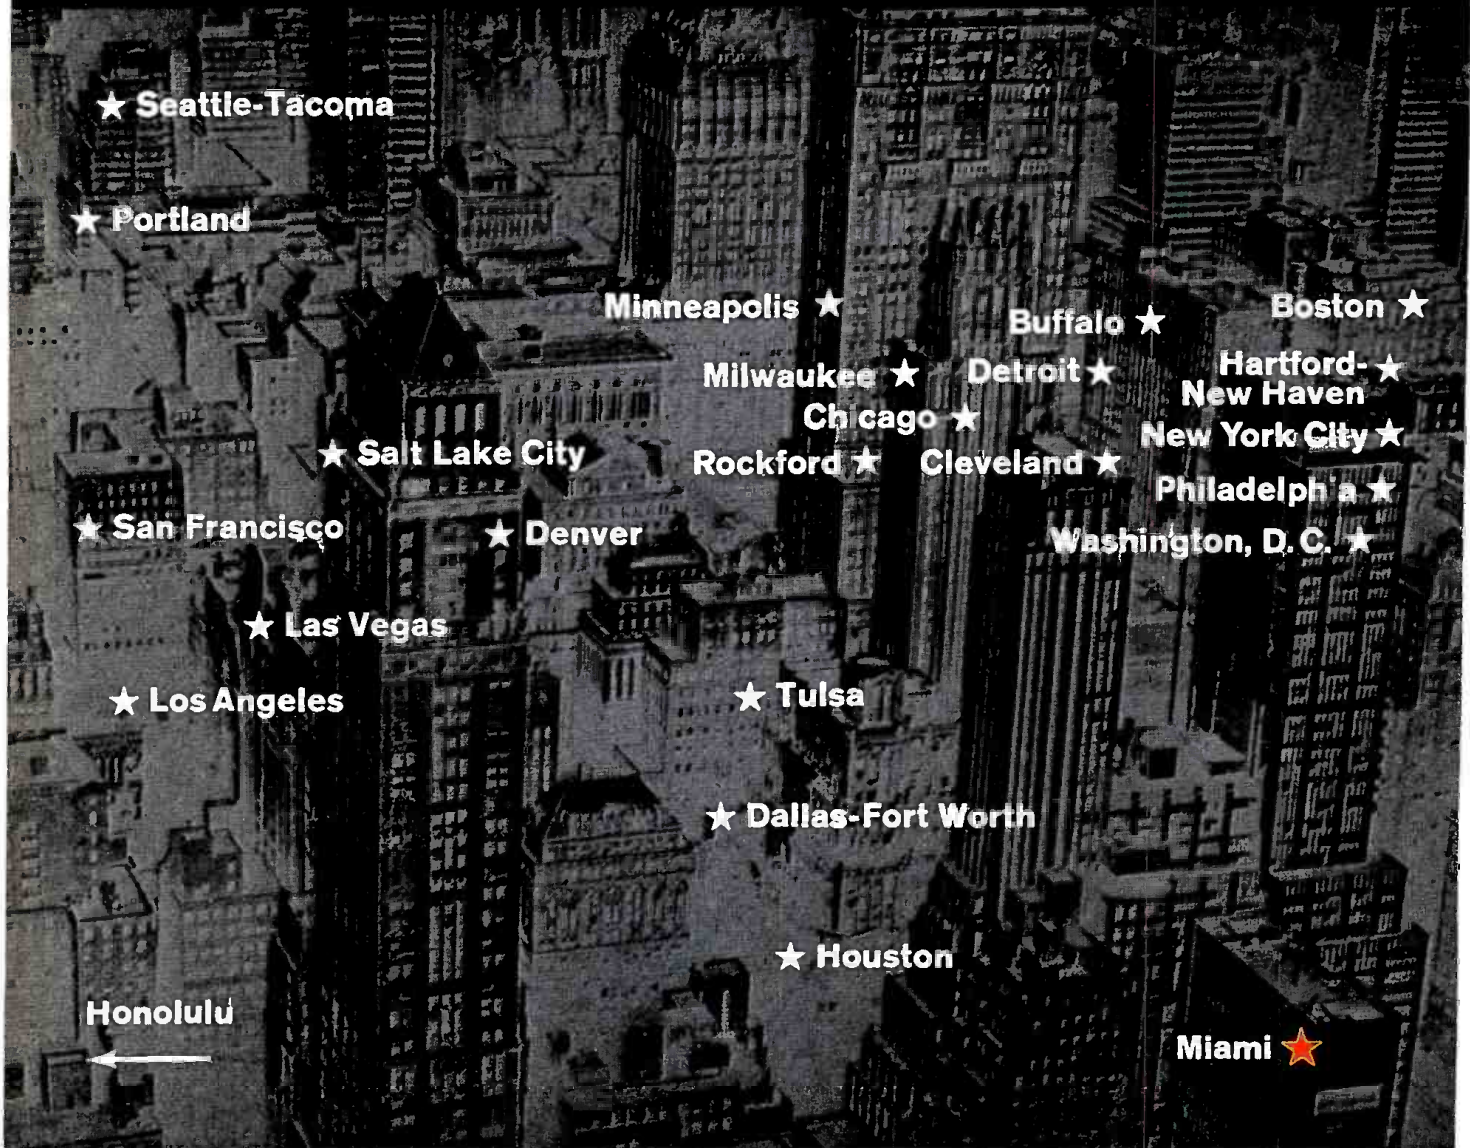 Seattle-Tacoma
Portland
Minneapolis
Buffalo
Boston
Milwaukee
Detroit
Hartford-
New Haven
Chicago
New York City
Salt Lake City
Rockford
Cleveland
Philadelphia
San Francisco
Denver
Washington, D.C.
Las Vegas
Los Angeles
Tulsa
Dallas-Fort Worth
Houston
Honolulu
Miami